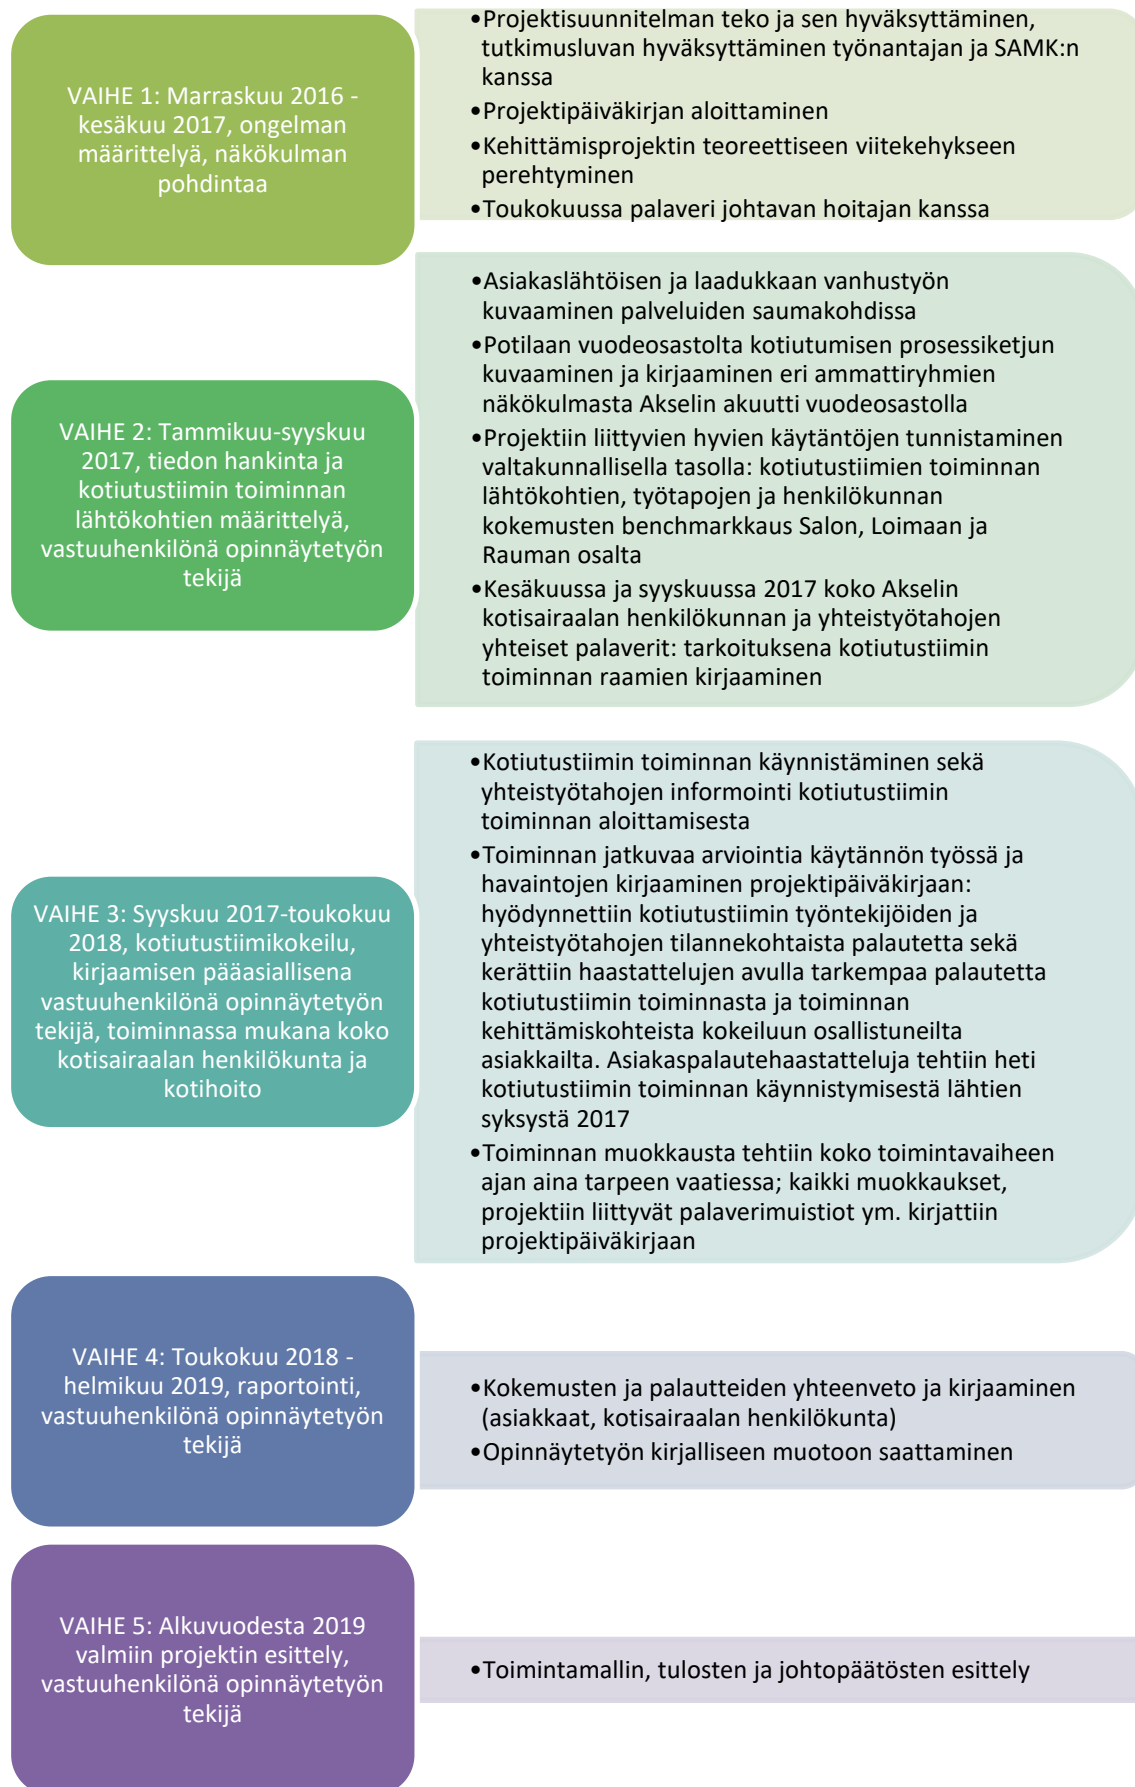 VAIHE 1: Marraskuu 2016 -
kesäkuu 2017, ongelman
määrittelyä, näkökulman
pohdintaa
•Projektisuunnitelman teko ja sen hyväksyttäminen,
tutkimusluvan hyväksyttäminen työnantajan ja SAMK:n
kanssa
•Projektipäiväkirjan aloittaminen
•Kehittämisprojektin teoreettiseen viitekehykseen
perehtyminen
•Toukokuussa palaveri johtavan hoitajan kanssa
VAIHE 2: Tammikuu-syyskuu
2017, tiedon hankinta ja
kotiutustiimin toiminnan
lähtökohtien määrittelyä,
vastuuhenkilönä opinnäytetyön
tekijä
•Asiakaslähtöisen ja laadukkaan vanhustyön
kuvaaminen palveluiden saumakohdissa
•Potilaan vuodeosastolta kotiutumisen prosessiketjun
kuvaaminen ja kirjaaminen eri ammattiryhmien
näkökulmasta Akselin akuutti vuodeosastolla
•Projektiin liittyvien hyvien käytäntöjen tunnistaminen
valtakunnallisella tasolla: kotiutustiimien toiminnan
lähtökohtien, työtapojen ja henkilökunnan
kokemusten benchmarkkaus Salon, Loimaan ja
Rauman osalta
•Kesäkuussa ja syyskuussa 2017 koko Akselin
kotisairaalan henkilökunnan ja yhteistyötahojen
yhteiset palaverit: tarkoituksena kotiutustiimin
toiminnan raamien kirjaaminen
VAIHE 3: Syyskuu 2017-toukokuu
2018, kotiutustiimikokeilu,
kirjaamisen pääasiallisena
vastuuhenkilönä opinnäytetyön
tekijä, toiminnassa mukana koko
kotisairaalan henkilökunta ja
kotihoito
•Kotiutustiimin toiminnan käynnistäminen sekä
yhteistyötahojen informointi kotiutustiimin
toiminnan aloittamisesta
•Toiminnan jatkuvaa arviointia käytännön työssä ja
havaintojen kirjaaminen projektipäiväkirjaan:
hyödynnettiin kotiutustiimin työntekijöiden ja
yhteistyötahojen tilannekohtaista palautetta sekä
kerättiin haastattelujen avulla tarkempaa palautetta
kotiutustiimin toiminnasta ja toiminnan
kehittämiskohteista kokeiluun osallistuneilta
asiakkailta. Asiakaspalautehaastatteluja tehtiin heti
kotiutustiimin toiminnan käynnistymisestä lähtien
syksystä 2017
•Toiminnan muokkausta tehtiin koko toimintavaiheen
ajan aina tarpeen vaatiessa; kaikki muokkaukset,
projektiin liittyvät palaverimuistiot ym. kirjattiin
projektipäiväkirjaan
VAIHE 4: Toukokuu 2018 -
helmikuu 2019, raportointi,
vastuuhenkilönä opinnäytetyön
tekijä
•Kokemusten ja palautteiden yhteenveto ja kirjaaminen
(asiakkaat, kotisairaalan henkilökunta)
•Opinnäytetyön kirjalliseen muotoon saattaminen
VAIHE 5: Alkuvuodesta 2019
valmiin projektin esittely,
vastuuhenkilönä opinnäytetyön
tekijä
•Toimintamallin, tulosten ja johtopäätösten esittely